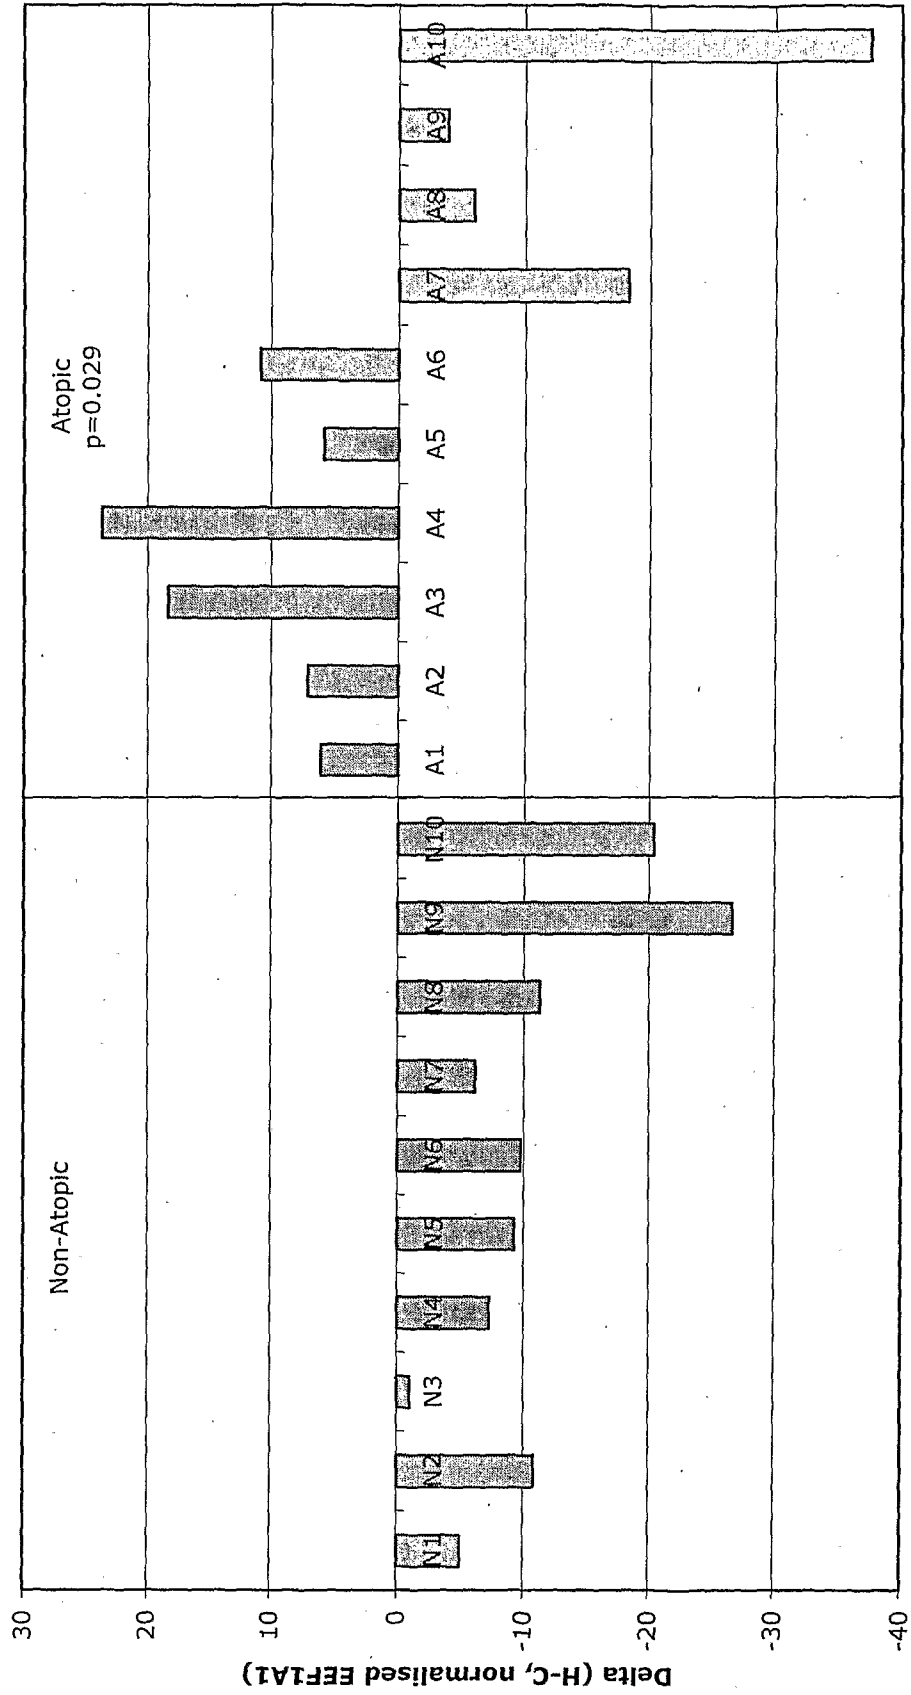 Non-Atopic
Atopic
p=0.029
Delta (H-C, normalised EEF1A1)
30
20
10
0
-10
-20
-30
-40
N1
N2
N3
N4
N5
N6
N7
N8
N9
N10
A1
A2
A3
A4
A5
A6
A7
A8
A9
A10